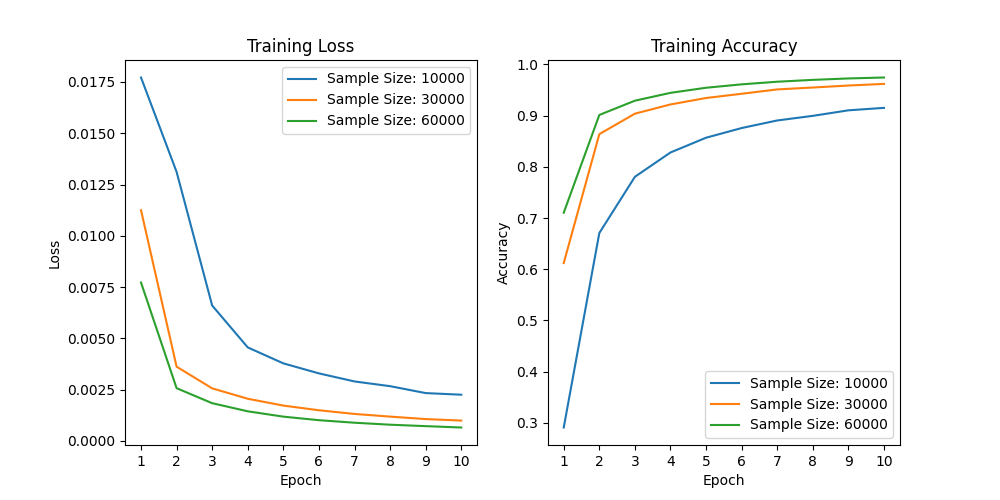 Training Loss
0.0175
0.0150
0.0125
0.0100
0.0075
0.0050
0.0025
0.0000
Loss
Sample Size: 10000
Sample Size: 30000
Sample Size: 60000
1 2 3 4 5 6 7 8 9 10
Epoch
Training Accuracy
1.0
0.9
0.8
0.7
0.6
0.5
0.4
0.3
Accuracy
Sample Size: 10000
Sample Size: 30000
Sample Size: 60000
1 2 3 4 5 6 7 8 9 10
Epoch